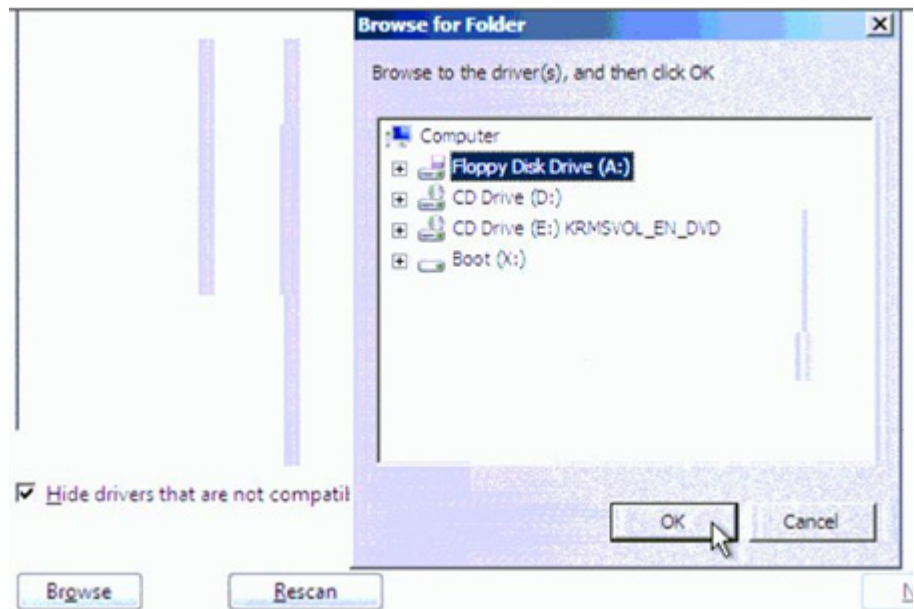 Browse for Folder
Browse to the driver(s), and then click OK
Computer
Floppy Disk Drive (A:)
CD Drive (D:)
CD Drive (E:) KRMSVOL_EN_DVD
Boot (X:)
Hide drivers that are not compatib
OK
Cancel
Browse
Rescan
N